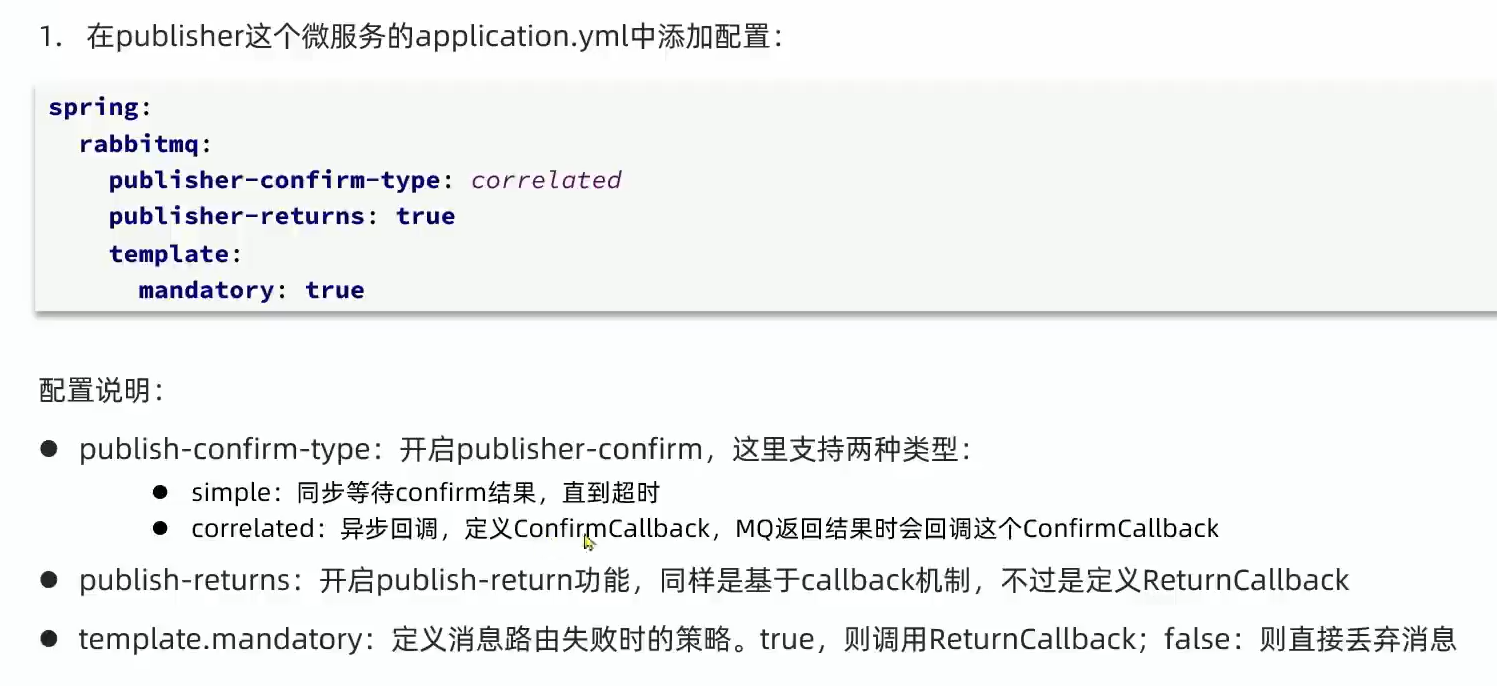 1. 在publisher这个微服务的application.yml中添加配置：
spring:
  rabbitmq:
    publisher-confirm-type: correlated
    publisher-returns: true
    template:
      mandatory: true
配置说明：
● publish-confirm-type：开启publisher-confirm，这里支持两种类型：
● simple：同步等待confirm结果，直到超时
● correlated：异步回调，定义ConfirmCallback，MQ返回结果时会回调这个ConfirmCallback
● publish-returns：开启publish-return功能，同样是基于callback机制，不过是定义ReturnCallback
● template.mandatory：定义消息路由失败时的策略。true，则调用ReturnCallback；false：则直接丢弃消息